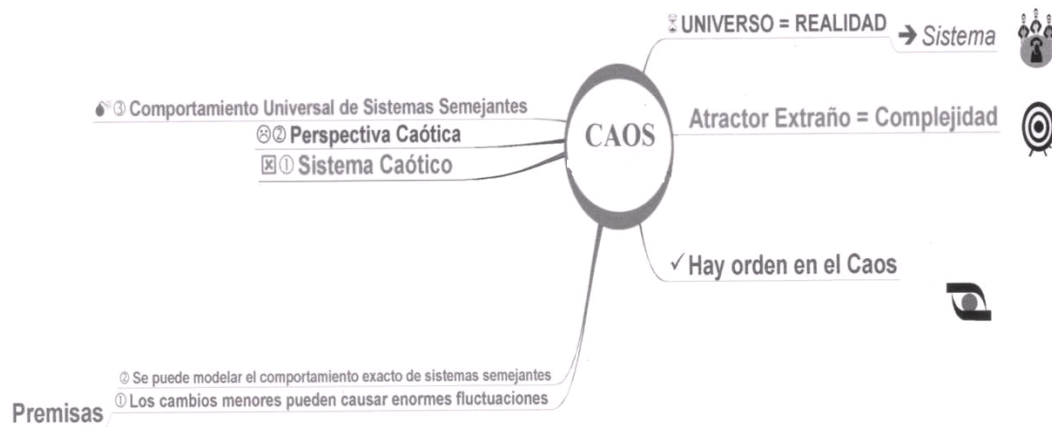 UNIVERSO = REALIDAD ➔ Sistema
③ Comportamiento Universal de Sistemas Semejantes
Atractor Extraño = Complejidad
② Perspectiva Caótica
CAOS
① Sistema Caótico
✓ Hay orden en el Caos
② Se puede modelar el comportamiento exacto de sistemas semejantes
① Los cambios menores pueden causar enormes fluctuaciones
Premisas